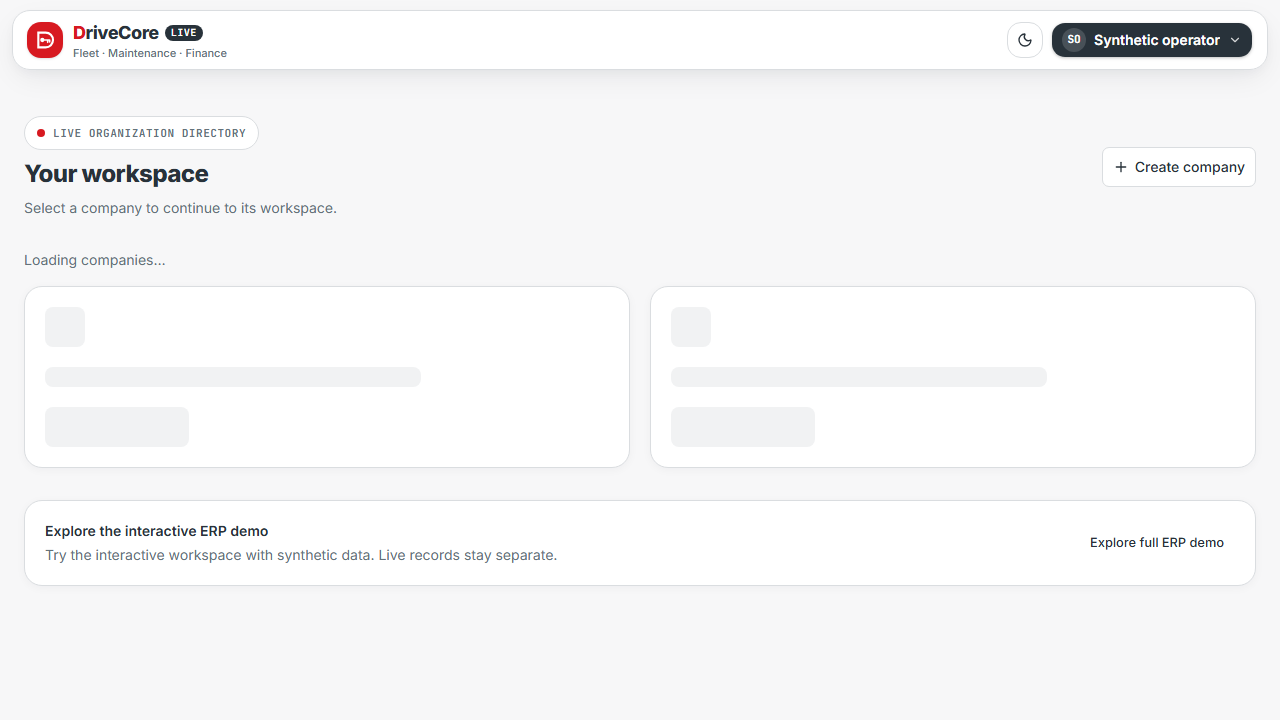 DriveCore LIVE
Fleet · Maintenance · Finance
SO Synthetic operator
LIVE ORGANIZATION DIRECTORY
Your workspace
Select a company to continue to its workspace.
Create company
Loading companies...
Explore the interactive ERP demo
Try the interactive workspace with synthetic data. Live records stay separate.
Explore full ERP demo